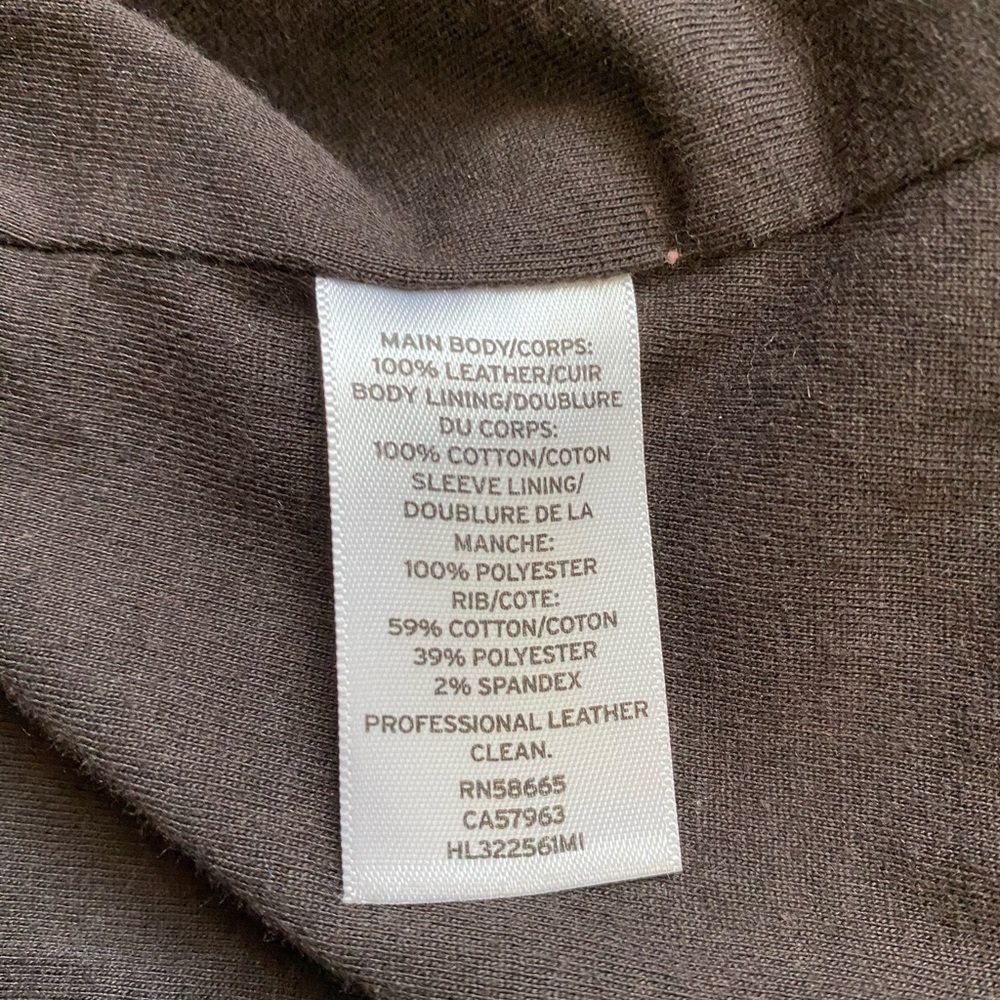 MAIN BODY/CORPS:
100% LEATHER/CUIR
BODY LINING/DOUBLURE
DU CORPS:
100% COTTON/COTON
SLEEVE LINING/
DOUBLURE DE LA
MANCHE:
100% POLYESTER
RIB/COTE:
59% COTTON/COTON
39% POLYESTER
2% SPANDEX
PROFESSIONAL LEATHER
CLEAN.
RN58665
CA57963
HL322561MI